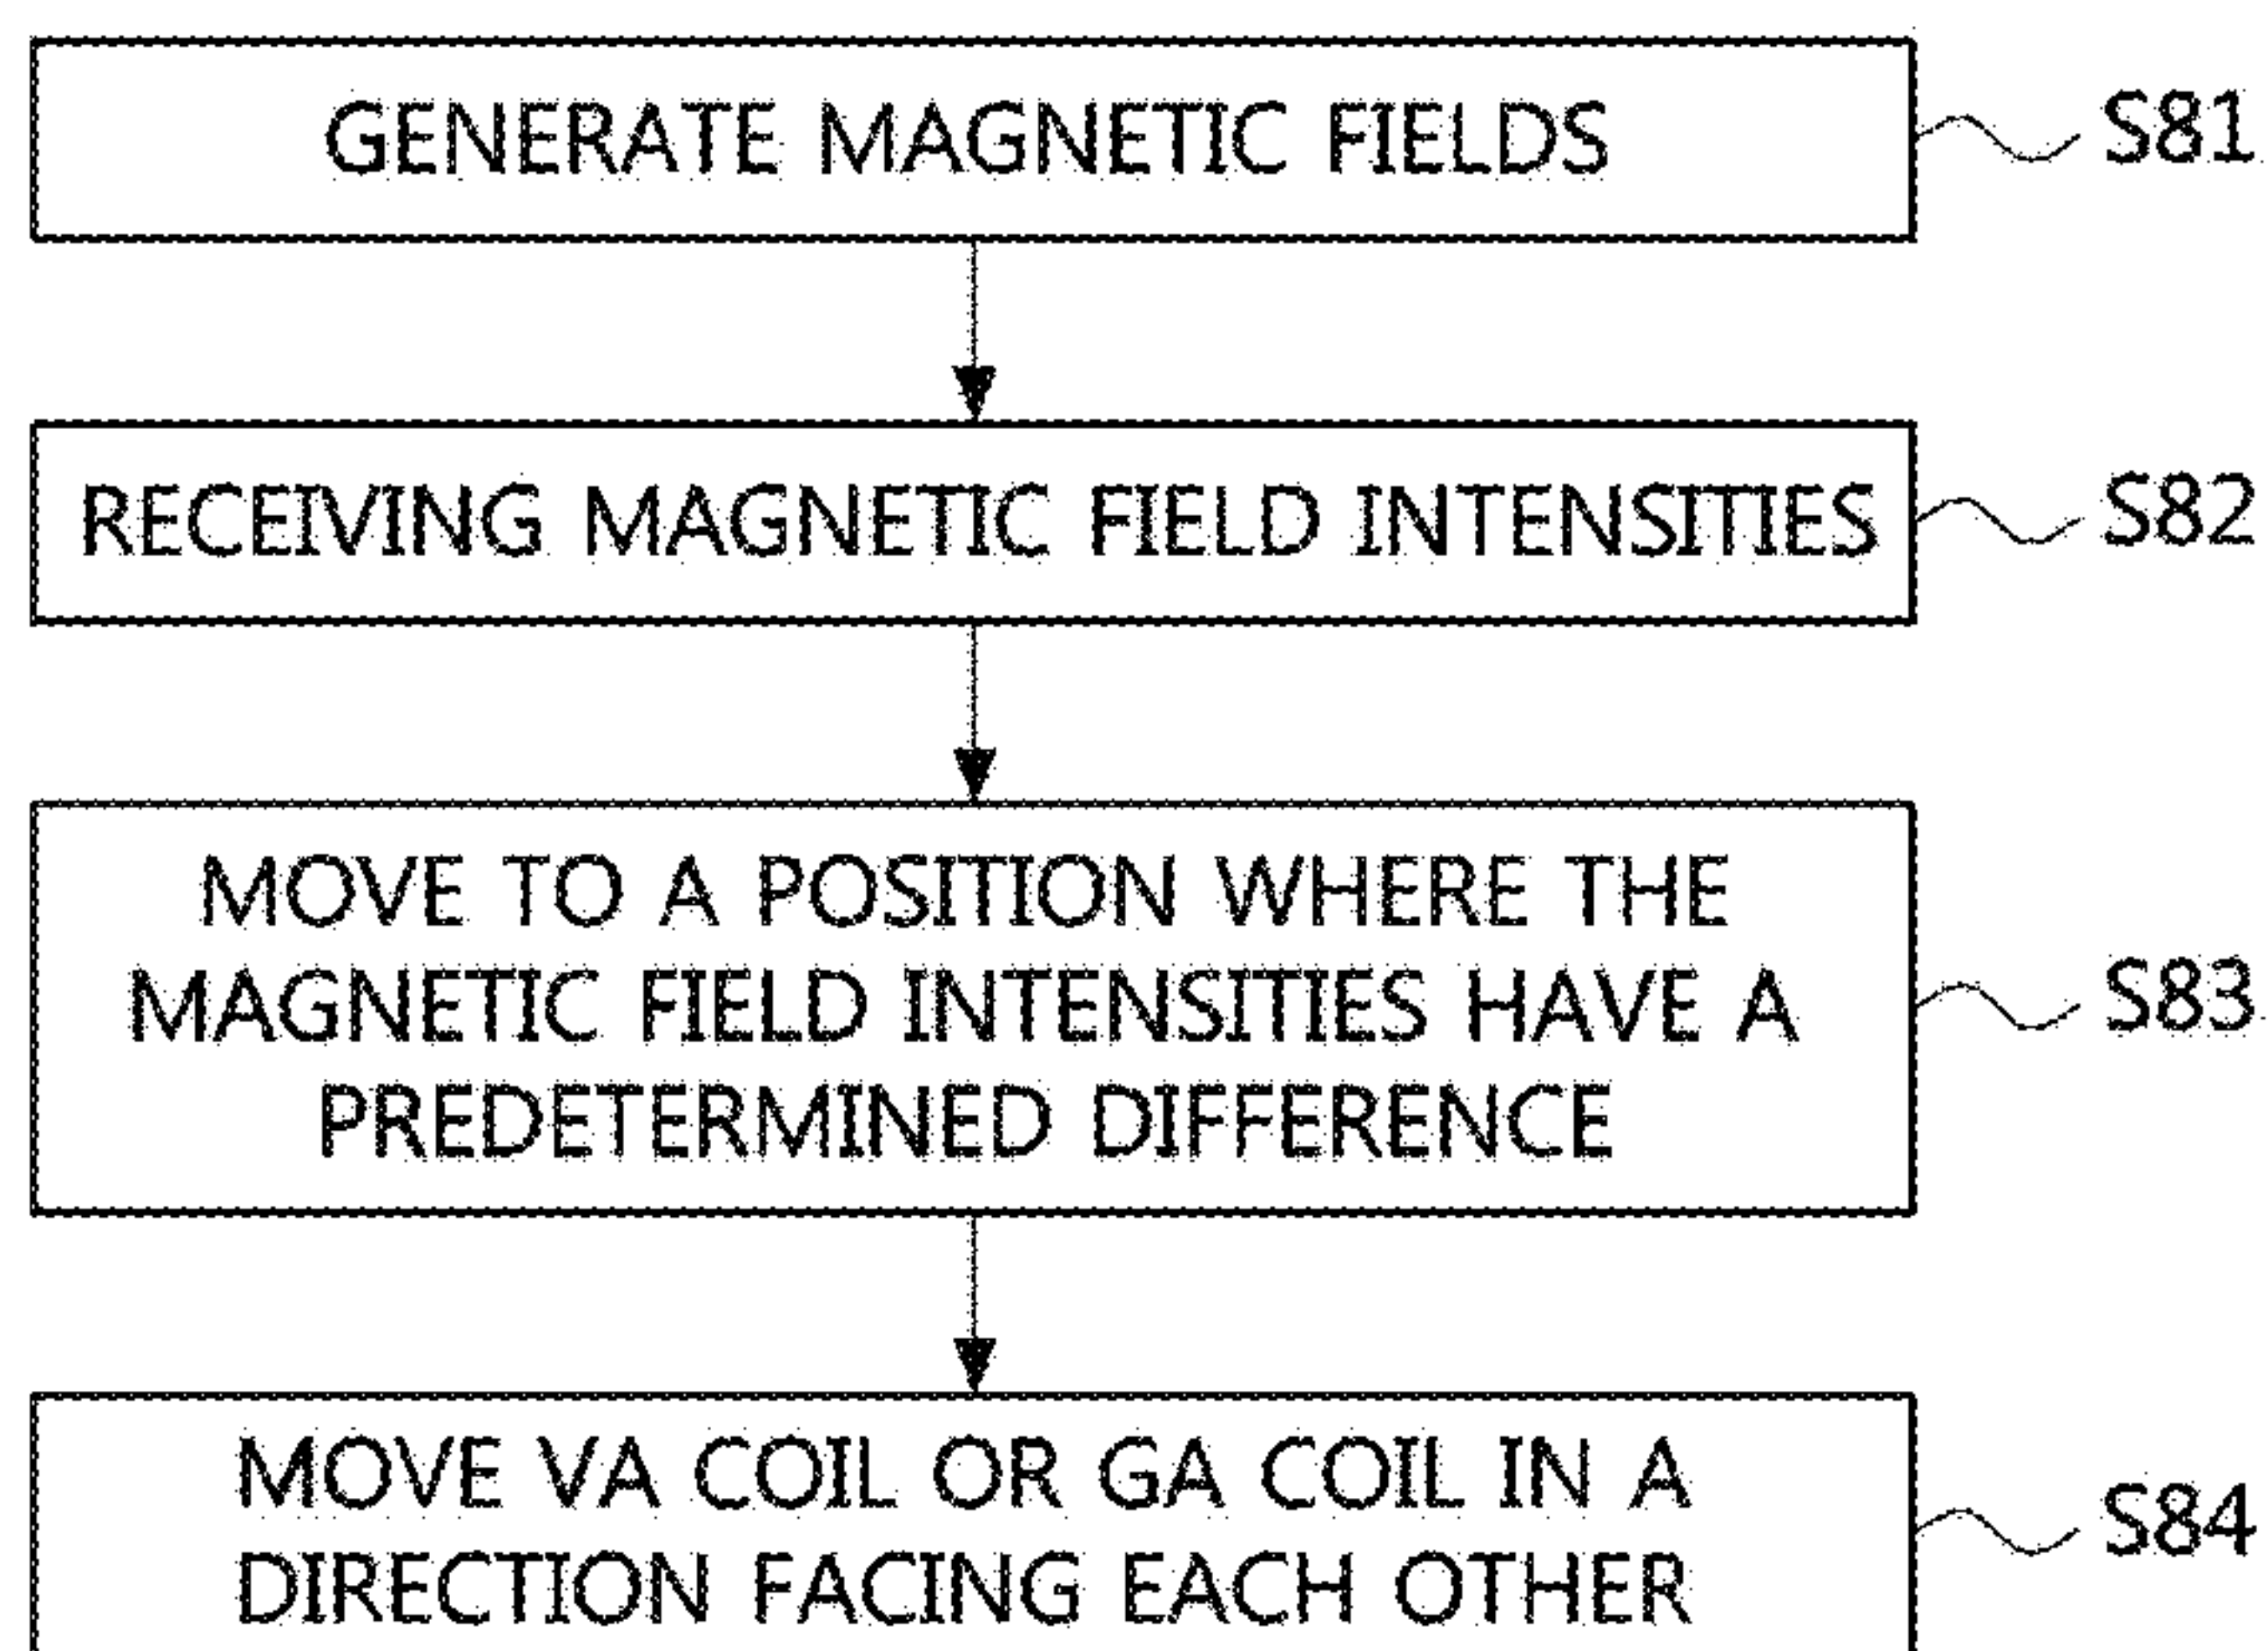 GENERATE MAGNETIC FIELDS
S81
RECEIVING MAGNETIC FIELD INTENSITIES
S82
MOVE TO A POSITION WHERE THE
MAGNETIC FIELD INTENSITIES HAVE A
PREDETERMINED DIFFERENCE
S83
MOVE VA COIL OR GA COIL IN A
DIRECTION FACING EACH OTHER
S84